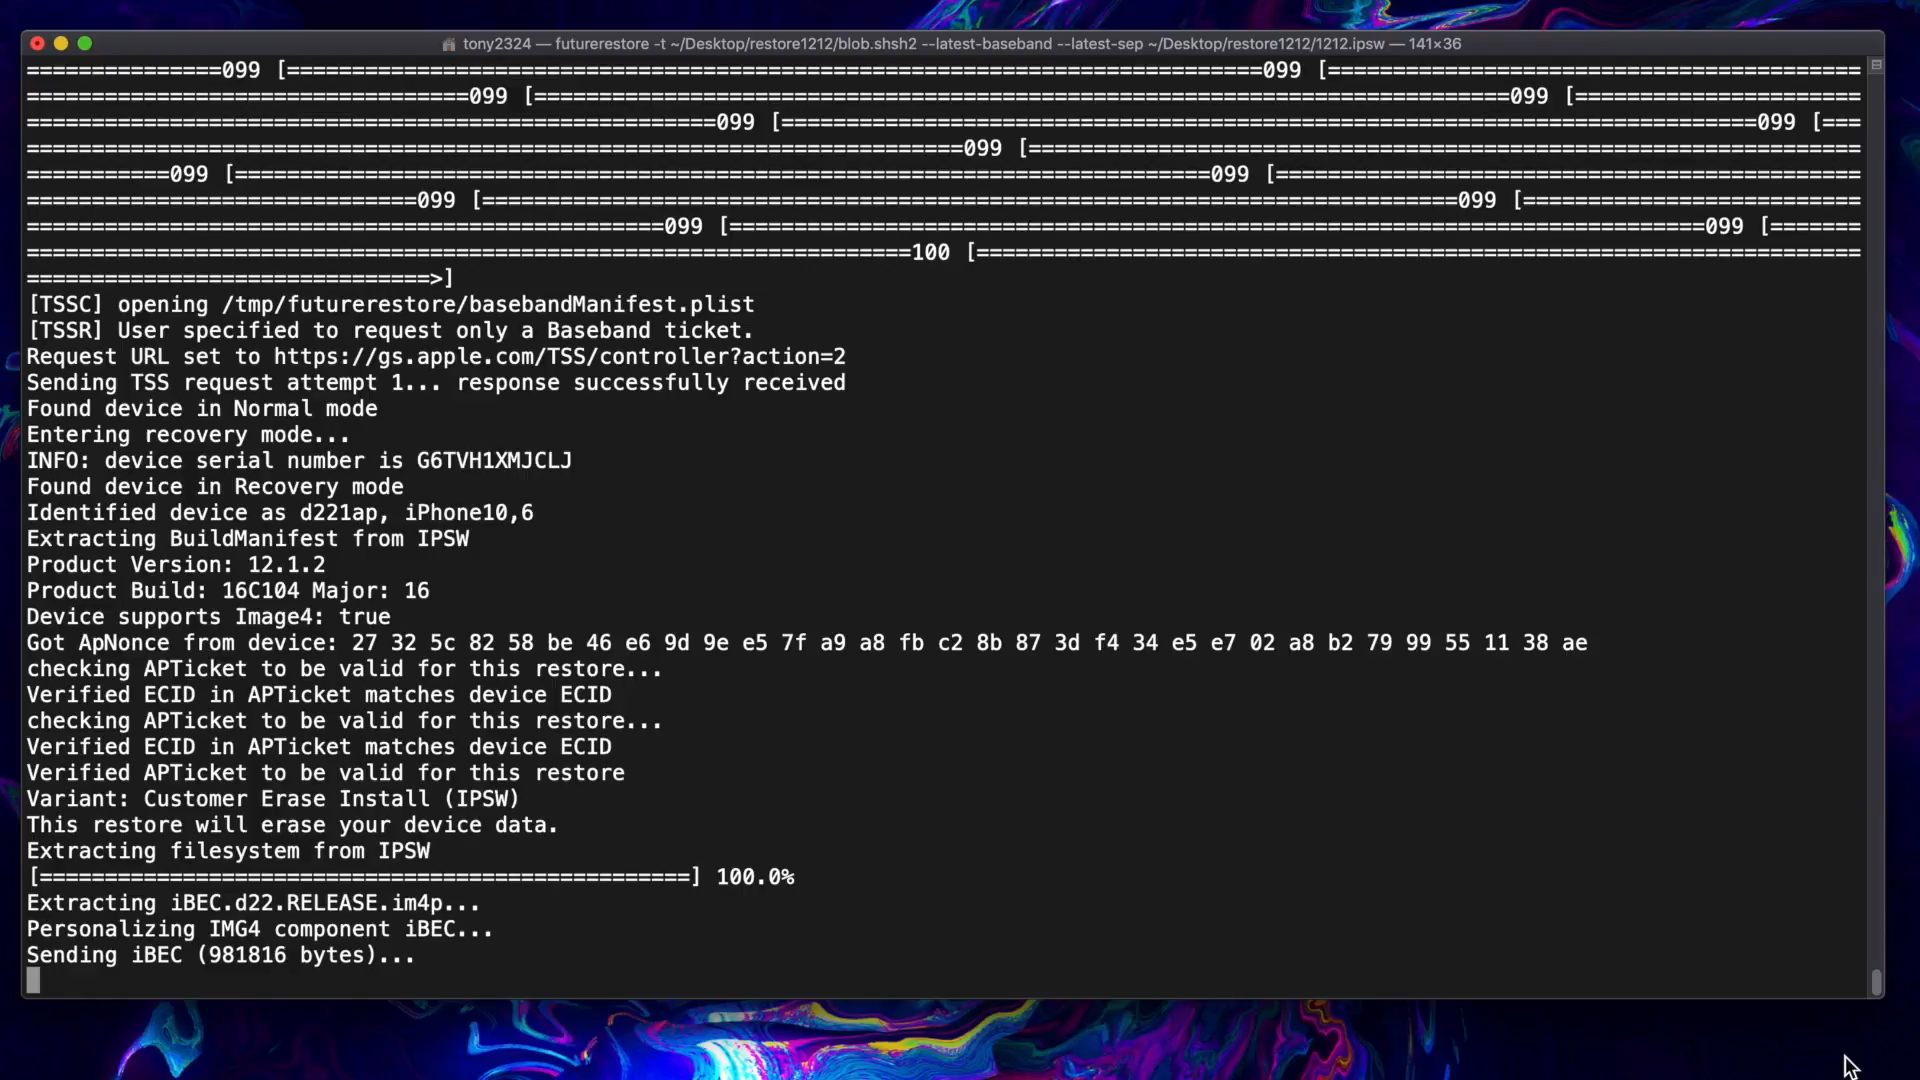 tony2324 — futurerestore -t ~/Desktop/restore1212/blob.shsh2 --latest-baseband --latest-sep ~/Desktop/restore1212/1212.ipsw — 141×36
===============099 [===========================================================================099 [=========================================
==================================099 [===========================================================================099 [======================
=====================================================099 [===========================================================================099 [===
========================================================================099 [================================================================
===========099 [===========================================================================099 [=============================================
==============================099 [===========================================================================099 [==========================
=================================================099 [===========================================================================099 [=======
====================================================================100 [====================================================================
===============================>]
[TSSC] opening /tmp/futurerestore/basebandManifest.plist
[TSSR] User specified to request only a Baseband ticket.
Request URL set to https://gs.apple.com/TSS/controller?action=2
Sending TSS request attempt 1... response successfully received
Found device in Normal mode
Entering recovery mode...
INFO: device serial number is G6TVH1XMJCLJ
Found device in Recovery mode
Identified device as d221ap, iPhone10,6
Extracting BuildManifest from IPSW
Product Version: 12.1.2
Product Build: 16C104 Major: 16
Device supports Image4: true
Got ApNonce from device: 27 32 5c 82 58 be 46 e6 9d 9e e5 7f a9 a8 fb c2 8b 87 3d f4 34 e5 e7 02 a8 b2 79 99 55 11 38 ae
checking APTicket to be valid for this restore...
Verified ECID in APTicket matches device ECID
checking APTicket to be valid for this restore...
Verified ECID in APTicket matches device ECID
Verified APTicket to be valid for this restore
Variant: Customer Erase Install (IPSW)
This restore will erase your device data.
Extracting filesystem from IPSW
[==================================================] 100.0%
Extracting iBEC.d22.RELEASE.im4p...
Personalizing IMG4 component iBEC...
Sending iBEC (981816 bytes)...